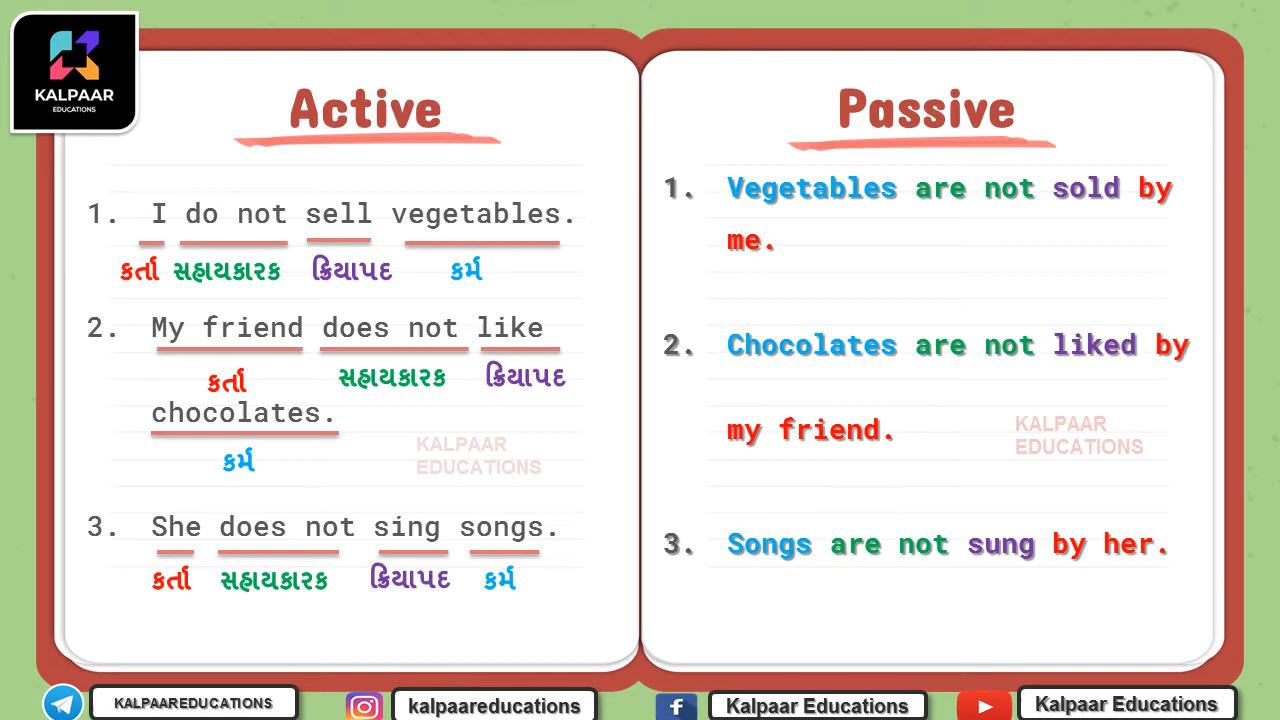 KALPAAR
EDUCATIONS
Active
1. I do not sell vegetables.
કર્તા સહાયકારક ક્રિયાપદ કર્મ
2. My friend does not like
કર્તા સહાયકારક ક્રિયાપદ
chocolates.
કર્મ
KALPAAR
EDUCATIONS
3. She does not sing songs.
કર્તા સહાયકારક ક્રિયાપદ કર્મ
Passive
1. Vegetables are not sold by
me.
2. Chocolates are not liked by
my friend.
KALPAAR
EDUCATIONS
3. Songs are not sung by her.
KALPAAREDUCATIONS
kalpaareducations
Kalpaar Educations
Kalpaar Educations